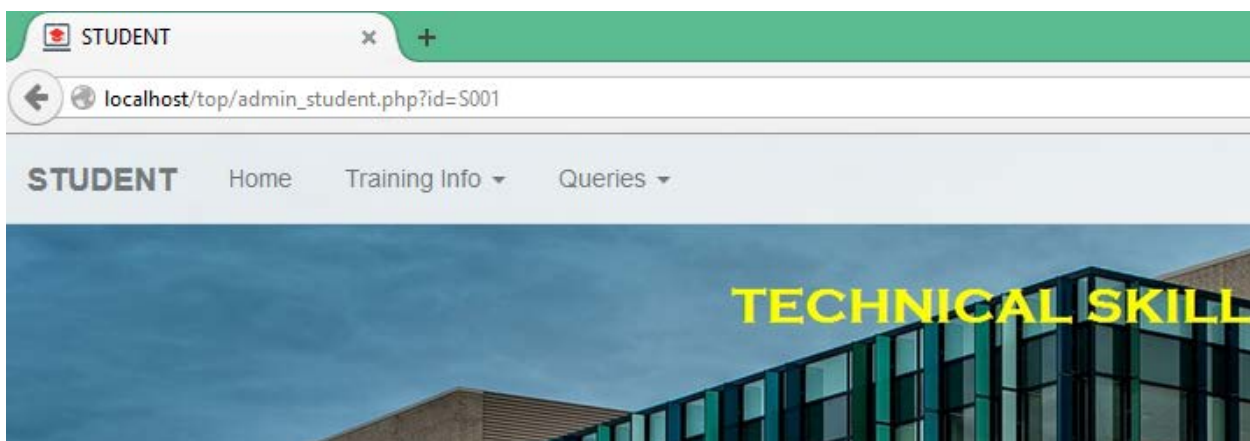 STUDENT
localhost/top/admin_student.php?id=S001
STUDENT Home Training Info Queries
TECHNICAL SKILL